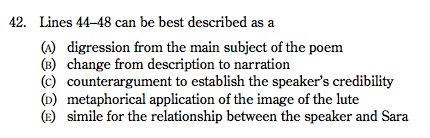 42. Lines 44–48 can be best described as a
(A) digression from the main subject of the poem
(B) change from description to narration
(C) counterargument to establish the speaker's credibility
(D) metaphorical application of the image of the lute
(E) simile for the relationship between the speaker and Sara